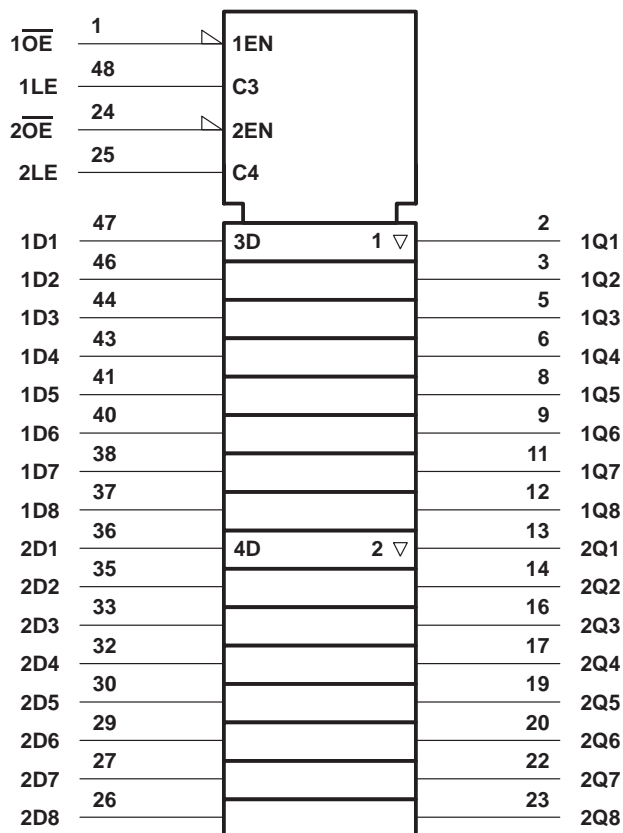 1OE 1 1EN
1LE 48 C3
2OE 24 2EN
2LE 25 C4
1D1 47 3D 1 ▽ 2 1Q1
1D2 46 3 1Q2
1D3 44 5 1Q3
1D4 43 6 1Q4
1D5 41 8 1Q5
1D6 40 9 1Q6
1D7 38 11 1Q7
1D8 37 12 1Q8
2D1 36 4D 2 ▽ 13 2Q1
2D2 35 14 2Q2
2D3 33 16 2Q3
2D4 32 17 2Q4
2D5 30 19 2Q5
2D6 29 20 2Q6
2D7 27 22 2Q7
2D8 26 23 2Q8